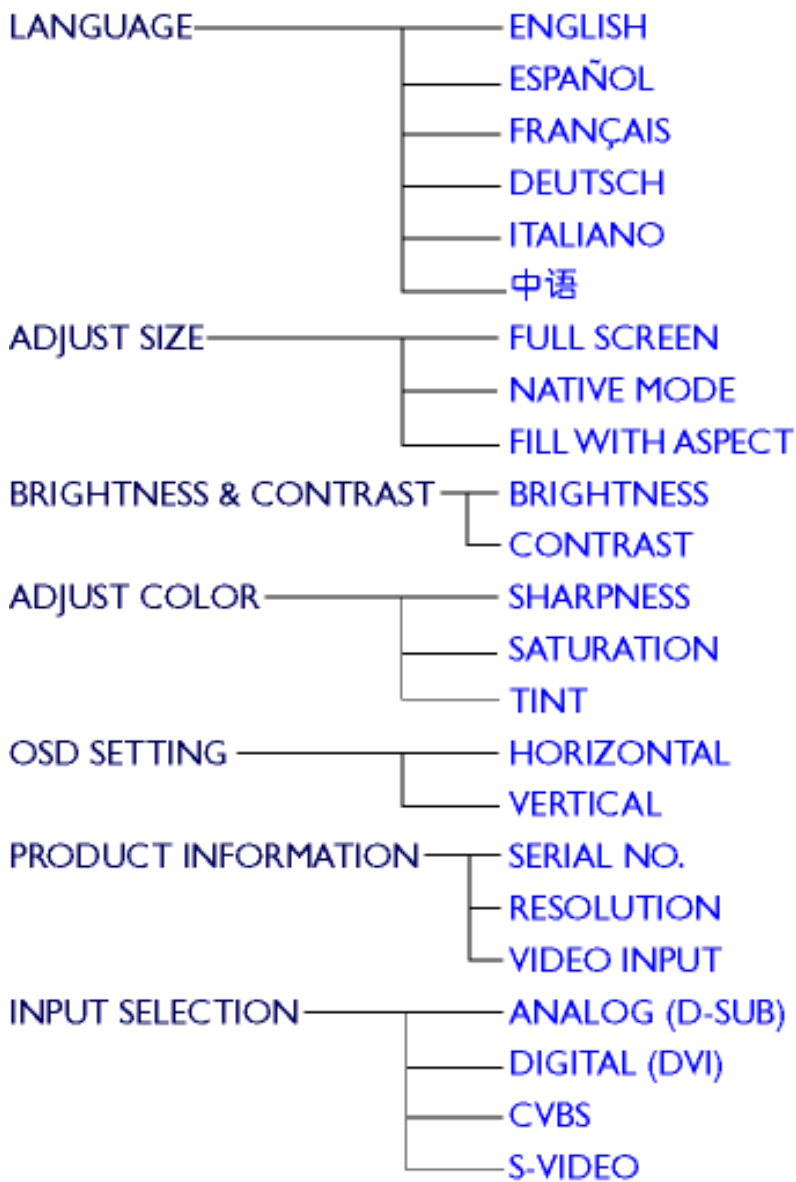 LANGUAGE ENGLISH
ESPAÑOL
FRANÇAIS
DEUTSCH
ITALIANO
中语
ADJUST SIZE FULL SCREEN
NATIVE MODE
FILL WITH ASPECT
BRIGHTNESS & CONTRAST BRIGHTNESS
CONTRAST
ADJUST COLOR SHARPNESS
SATURATION
TINT
OSD SETTING HORIZONTAL
VERTICAL
PRODUCT INFORMATION SERIAL NO.
RESOLUTION
VIDEO INPUT
INPUT SELECTION ANALOG (D-SUB)
DIGITAL (DVI)
CVBS
S-VIDEO